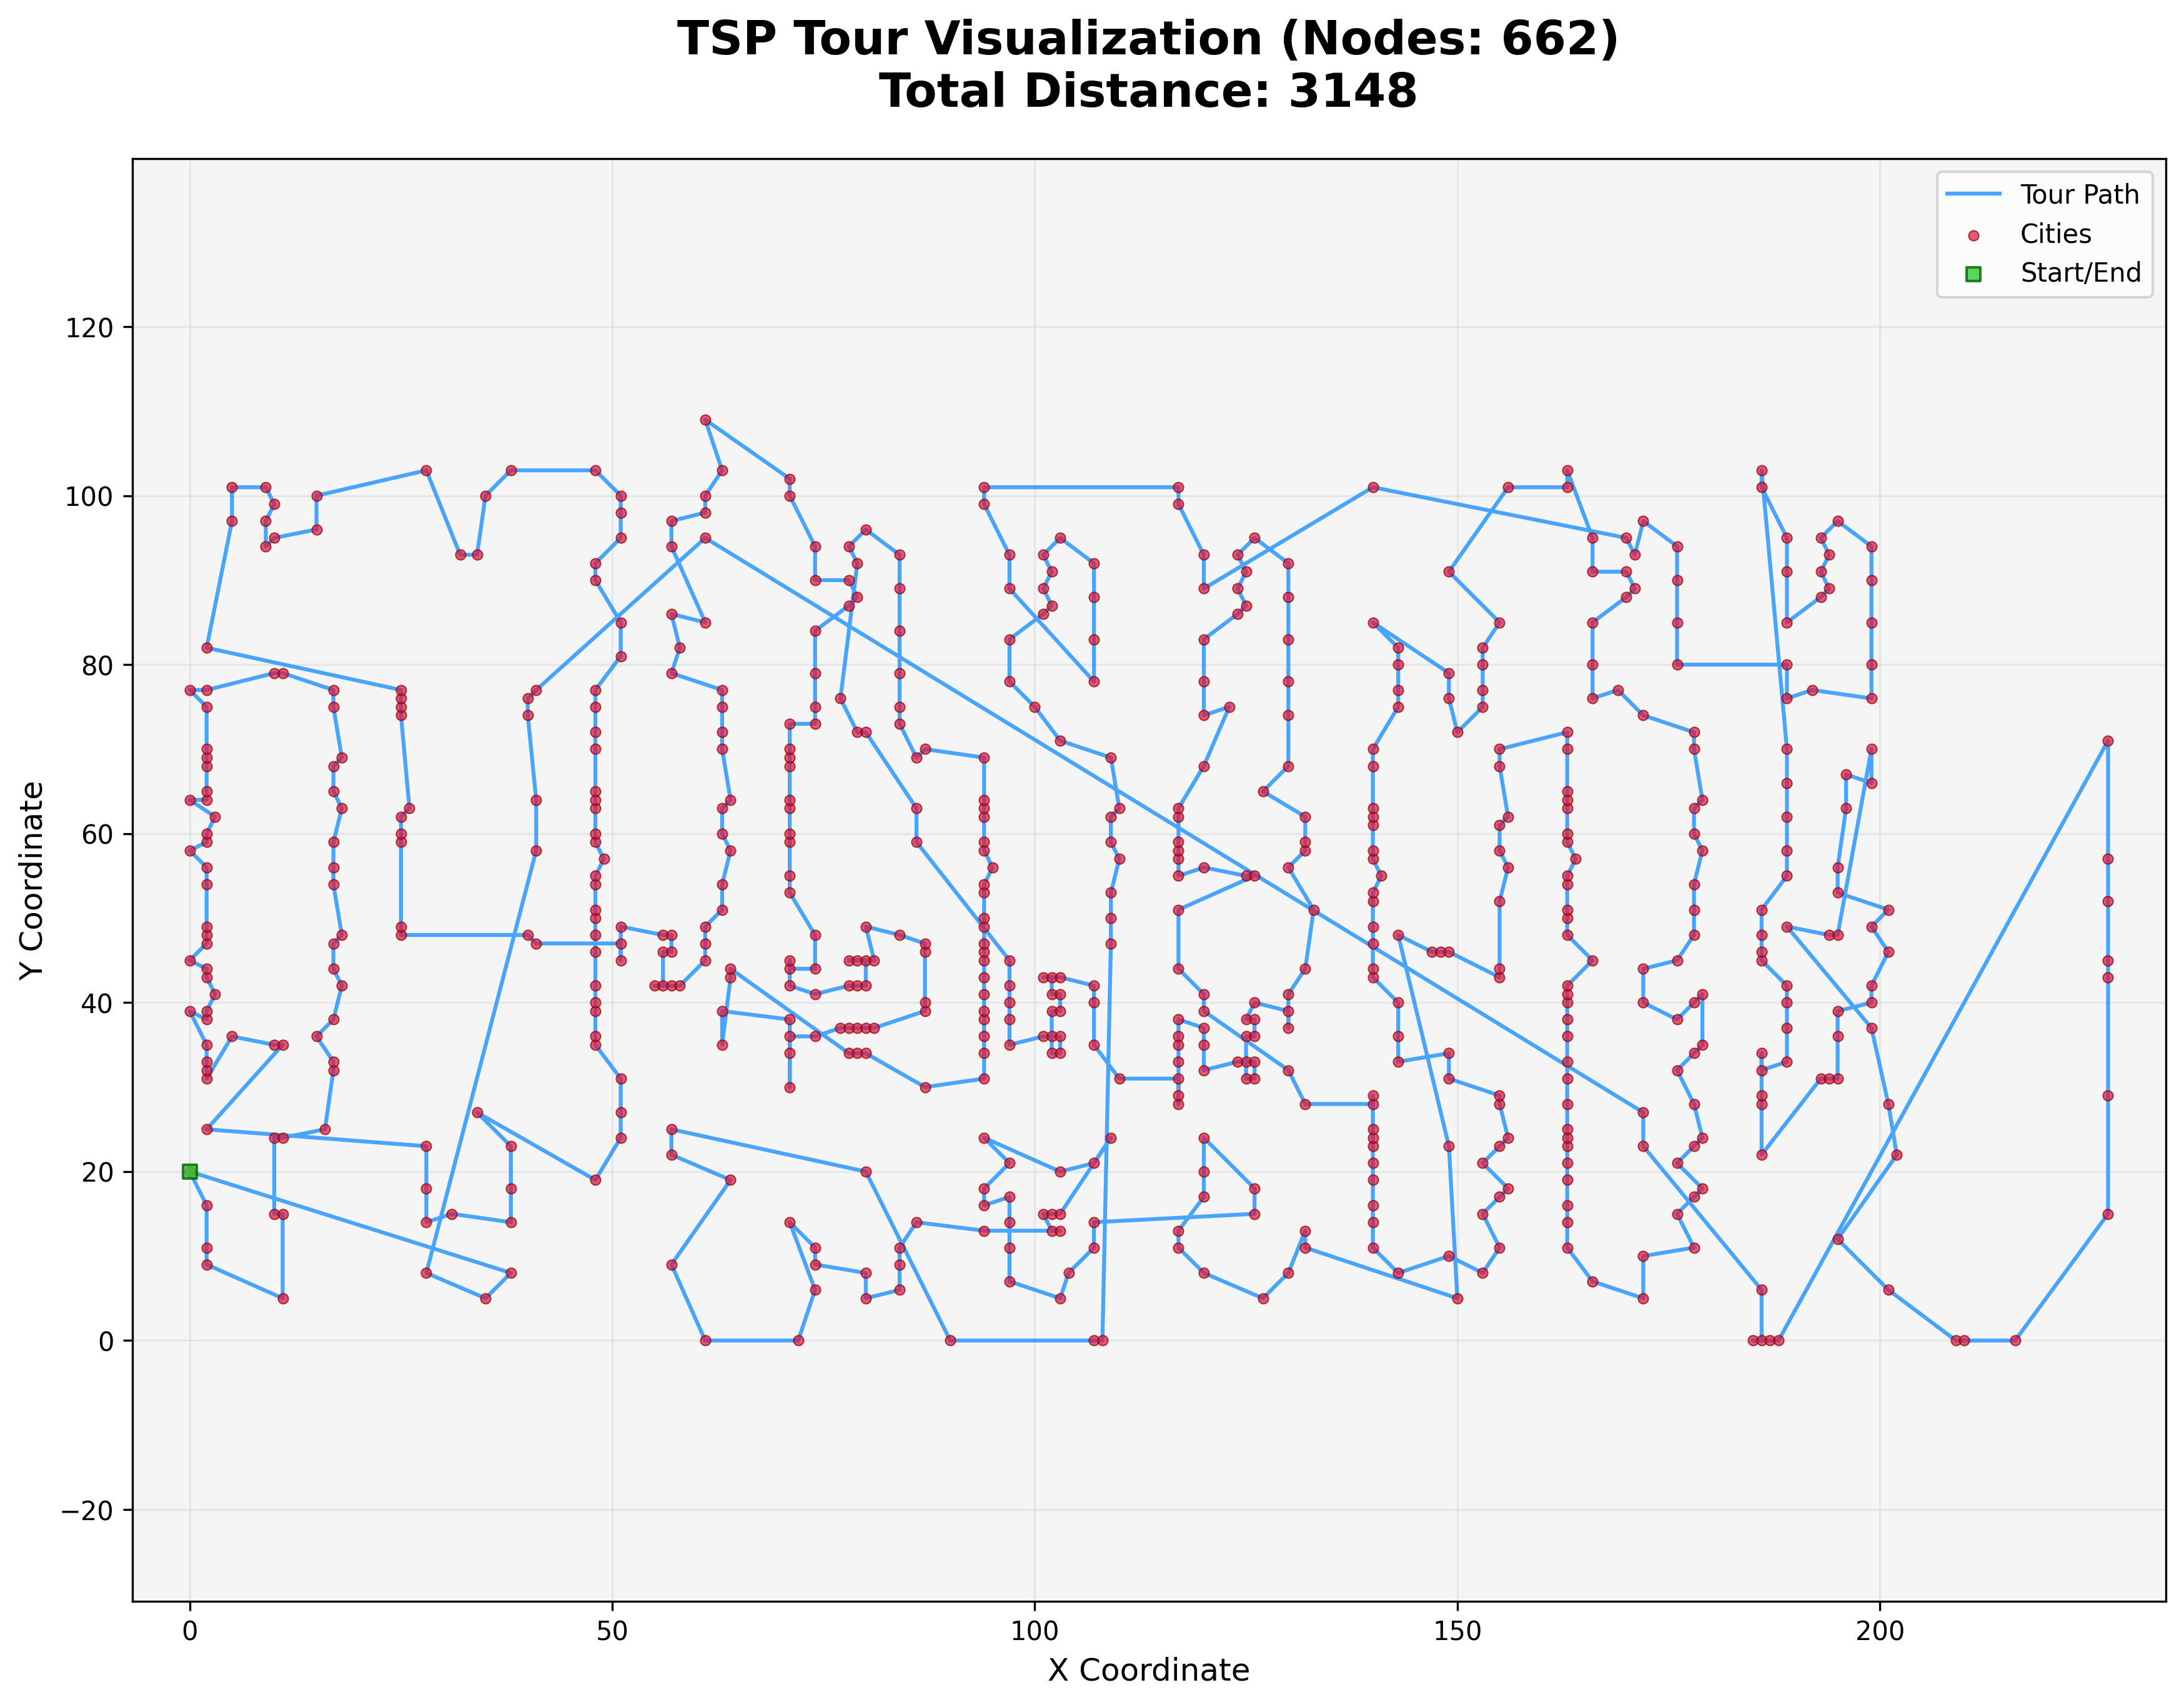 TSP Tour Visualization (Nodes: 662)
Total Distance: 3148
Tour Path
Cities
Start/End
120
100
80
60
40
20
0
−20
Y Coordinate
0
50
100
150
200
X Coordinate